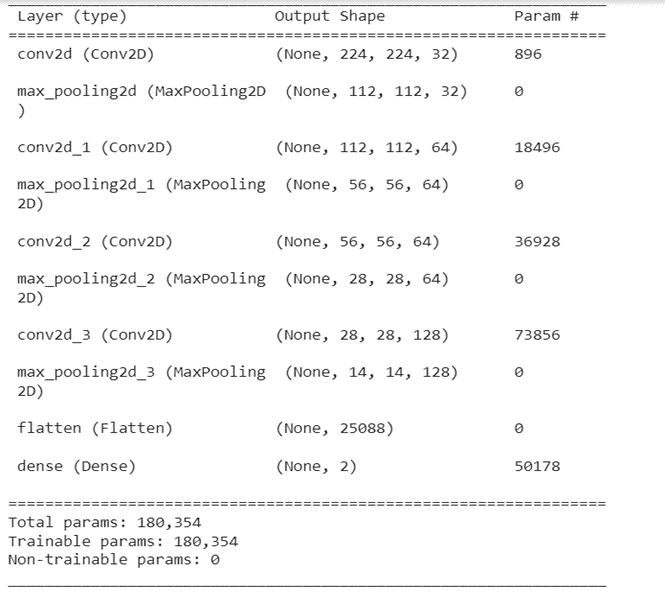 Layer (type) Output Shape Param #
=================================================================
conv2d (Conv2D) (None, 224, 224, 32) 896
max_pooling2d (MaxPooling2D (None, 112, 112, 32) 0
)
conv2d_1 (Conv2D) (None, 112, 112, 64) 18496
max_pooling2d_1 (MaxPooling (None, 56, 56, 64) 0
2D)
conv2d_2 (Conv2D) (None, 56, 56, 64) 36928
max_pooling2d_2 (MaxPooling (None, 28, 28, 64) 0
2D)
conv2d_3 (Conv2D) (None, 28, 28, 128) 73856
max_pooling2d_3 (MaxPooling (None, 14, 14, 128) 0
2D)
flatten (Flatten) (None, 25088) 0
dense (Dense) (None, 2) 50178
=================================================================
Total params: 180,354
Trainable params: 180,354
Non-trainable params: 0
_________________________________________________________________